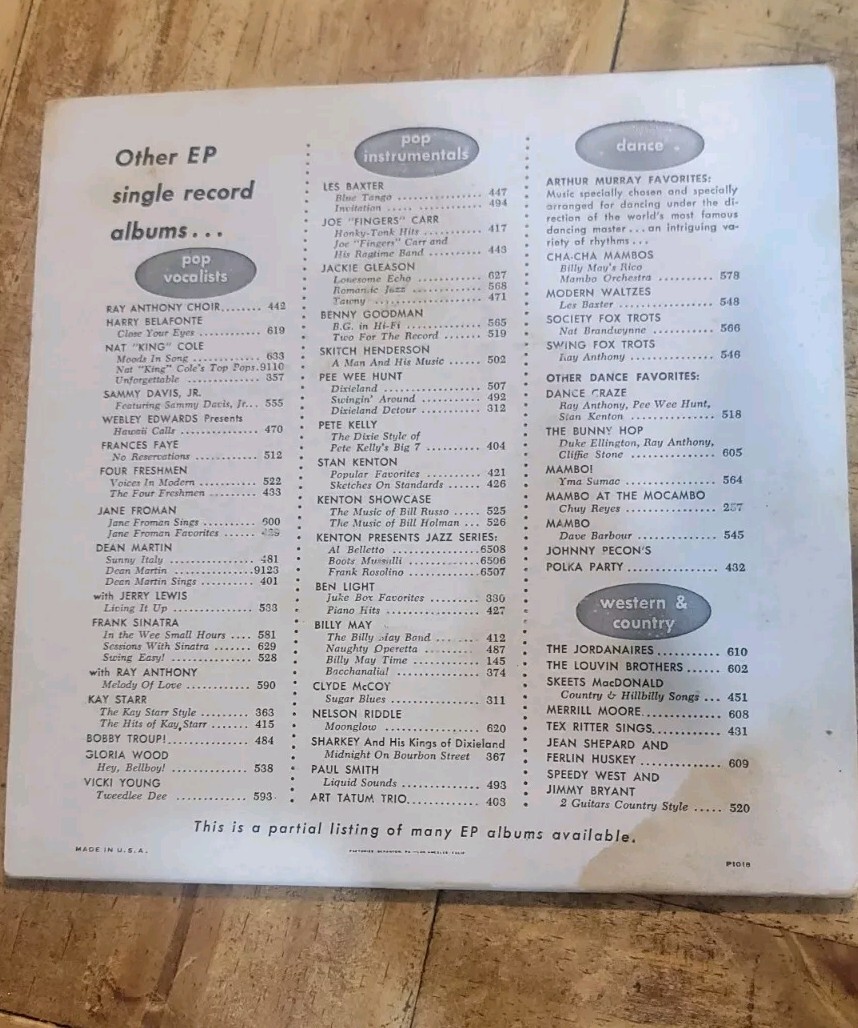 Other EP
single record
albums...
pop
vocalists
RAY ANTHONY CHOIR........ 442
HARRY BELAFONTE
Close Your Eyes .............. 619
NAT "KING" COLE
Moods In Song ............... 633
Nat "King" Cole's Top Pops.9110
Unforgettable ................ 357
SAMMY DAVIS, JR.
Featuring Sammy Davis, Jr... 555
WEBLEY EDWARDS Presents
Hawaii Calls .................. 470
FRANCES FAYE
No Reservations .............. 512
FOUR FRESHMEN
Voices In Modern ............ 522
The Four Freshmen .......... 433
JANE FROMAN
Jane Froman Sings .......... 600
Jane Froman Favorites ......
DEAN MARTIN
Sunny Italy .................. 481
Dean Martin .................9123
Dean Martin Sings .......... 401
with JERRY LEWIS
Living It Up .................. 533
FRANK SINATRA
In the Wee Small Hours .... 581
Sessions With Sinatra ....... 629
Swing Easy! .................. 528
with RAY ANTHONY
Melody Of Love .............. 590
KAY STARR
The Kay Starr Style ......... 363
The Hits of Kay Starr ....... 415
BOBBY TROUP! ............. 484
GLORIA WOOD
Hey, Bellboy! ................ 538
VICKI YOUNG
Tweedlee Dee ............... 593
pop
instrumentals
LES BAXTER
Blue Tango .................. 447
Invitation .................... 494
JOE "FINGERS" CARR
Honky-Tonk Hits ............ 417
Joe "Fingers" Carr and
His Ragtime Band ........... 443
JACKIE GLEASON
Lonesome Echo .............. 627
Romantic Jazz ............... 568
Tawny ....................... 471
BENNY GOODMAN
B.G. in Hi-Fi ................. 565
Two For The Record ........ 519
SKITCH HENDERSON
A Man And His Music ...... 502
PEE WEE HUNT
Dixieland .................... 507
Swingin' Around ............ 492
Dixieland Detour ............ 312
PETE KELLY
The Dixie Style of
Pete Kelly's Big 7 ........... 404
STAN KENTON
Popular Favorites ........... 421
Sketches On Standards ...... 426
KENTON SHOWCASE
The Music of Bill Russo ..... 525
The Music of Bill Holman ... 526
KENTON PRESENTS JAZZ SERIES:
Al Belletto ...................6508
Boots Mussulli ...............6506
Frank Rosolino ...............6507
BEN LIGHT
Juke Box Favorites .......... 330
Piano Hits ................... 427
BILLY MAY
The Billy May Band ......... 412
Naughty Operetta ........... 487
Billy May Time .............. 145
Bacchanalia! ................. 374
CLYDE McCOY
Sugar Blues .................. 311
NELSON RIDDLE
Moonglow ................... 620
SHARKEY And His Kings of Dixieland
Midnight On Bourbon Street 367
PAUL SMITH
Liquid Sounds ............... 493
ART TATUM TRIO............. 403
dance
ARTHUR MURRAY FAVORITES:
Music specially chosen and specially
arranged for dancing under the di-
rection of the world's most famous
dancing master...an intriguing va-
riety of rhythms...
CHA-CHA MAMBOS
Billy May's Rico
Mambo Orchestra .......... 578
MODERN WALTZES
Les Baxter .................. 548
SOCIETY FOX TROTS
Nat Brandwynne ............ 566
SWING FOX TROTS
Ray Anthony ................ 546
OTHER DANCE FAVORITES:
DANCE CRAZE
Ray Anthony, Pee Wee Hunt,
Stan Kenton ................. 518
THE BUNNY HOP
Duke Ellington, Ray Anthony,
Cliffie Stone ................. 605
MAMBO!
Yma Sumac .................. 564
MAMBO AT THE MOCAMBO
Chuy Reyes ..................
MAMBO
Dave Barbour ............... 545
JOHNNY PECON'S
POLKA PARTY................ 432
western &
country
THE JORDANAIRES........... 610
THE LOUVIN BROTHERS...... 602
SKEETS MacDONALD
Country & Hillbilly Songs ... 451
MERRILL MOORE............. 608
TEX RITTER SINGS............ 431
JEAN SHEPARD AND
FERLIN HUSKEY .............. 609
SPEEDY WEST AND
JIMMY BRYANT
2 Guitars Country Style ..... 520
This is a partial listing of many EP albums available.
MADE IN U.S.A.
P1018